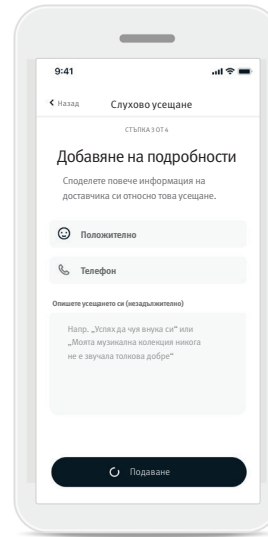 9:41
Назад
Слухово усещане
СТЪПКА 3 ОТ 4
Добавяне на подробности
Споделете повече информация на
доставчика си относно това усещане.
Положително
Телефон
Опишете усещането си (незадължително)
Напр. „Успях да чуя внука си“ или
„Моята музикална колекция никога
не е звучала толкова добре“
Подаване